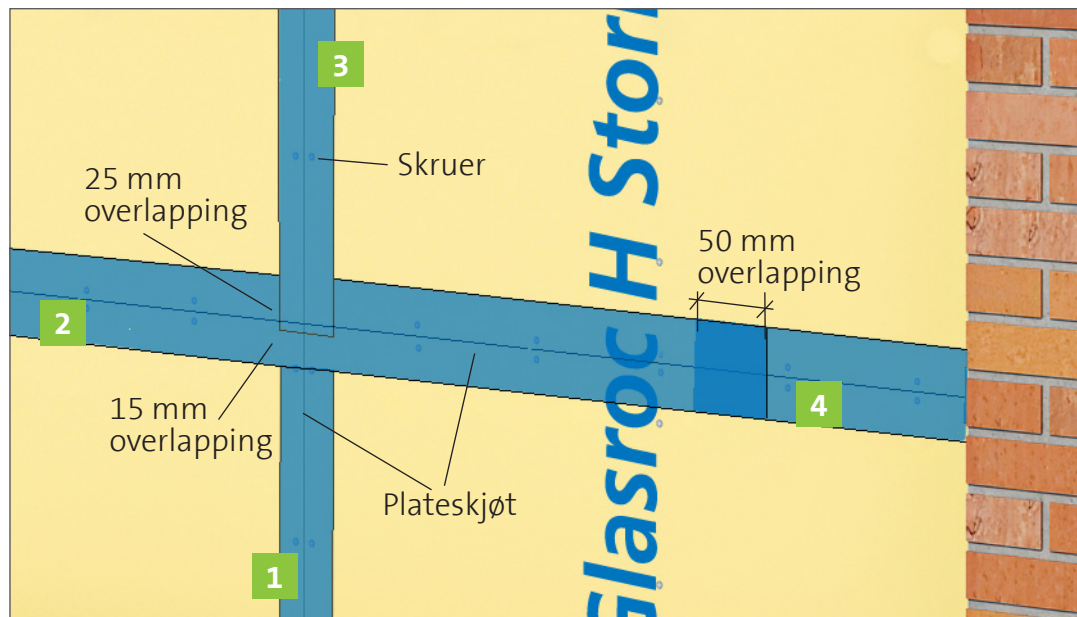 3
Skruer
25 mm
overlapping
50 mm
overlapping
2
15 mm
overlapping
4
Plateskjøt
1
Glasroc H Stor